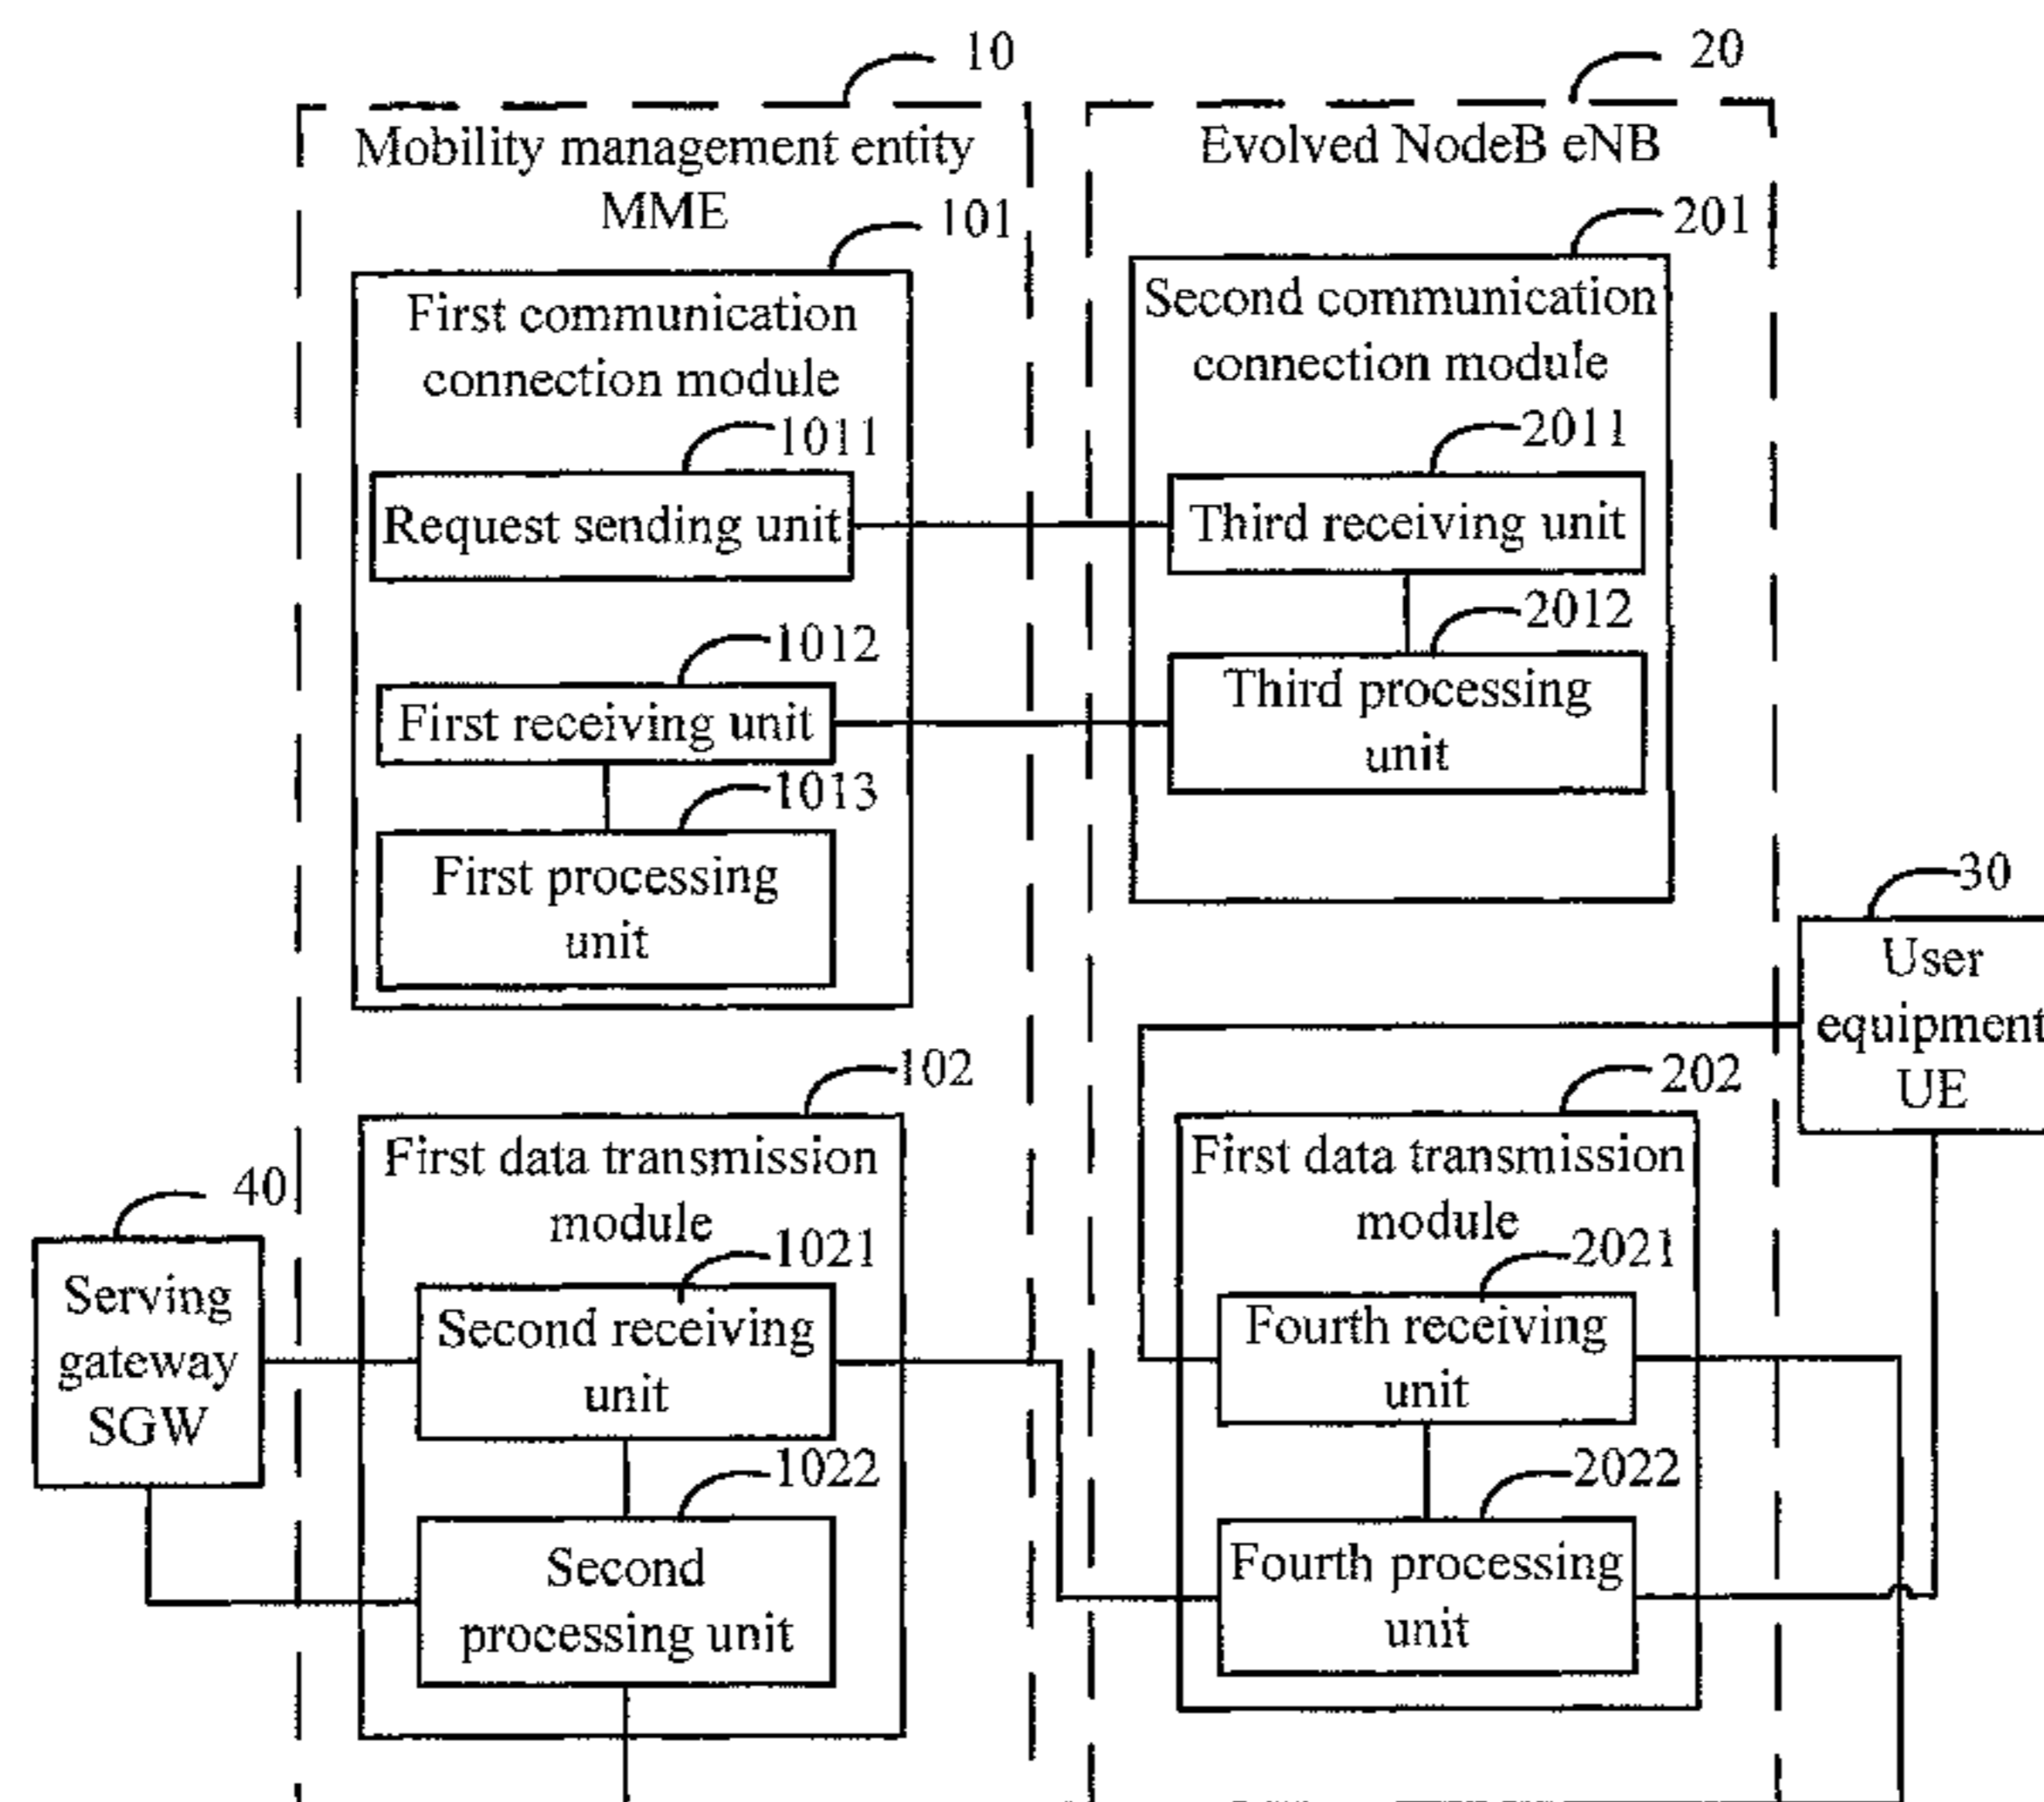 10
20
Mobility management entity
MME
Evolved NodeB eNB
101
201
First communication
connection module
Second communication
connection module
1011
2011
Request sending unit
Third receiving unit
1012
2012
First receiving unit
Third processing
unit
1013
First processing
unit
30
User
equipment
UE
102
202
First data transmission
module
First data transmission
module
40
Serving
gateway
SGW
1021
2021
Second receiving
unit
Fourth receiving
unit
1022
2022
Second
processing unit
Fourth processing
unit